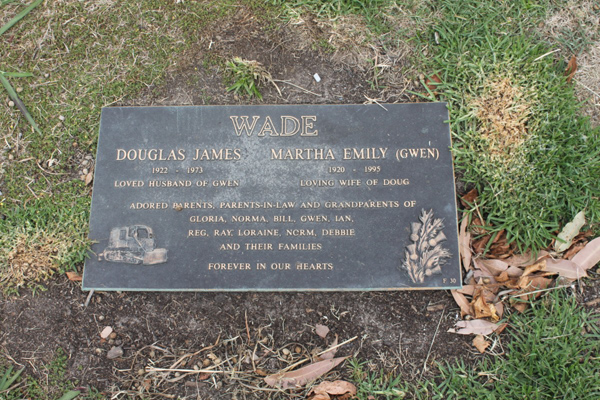 WADE
DOUGLAS JAMES MARTHA EMILY (GWEN)
1922 - 1973 1920 - 1995
LOVED HUSBAND OF GWEN LOVING WIFE OF DOUG
ADORED PARENTS, PARENTS-IN-LAW AND GRANDPARENTS OF
GLORIA, NORMA, BILL, GWEN, IAN,
REG, RAY, LORAINE, NORM, DEBBIE
AND THEIR FAMILIES
FOREVER IN OUR HEARTS